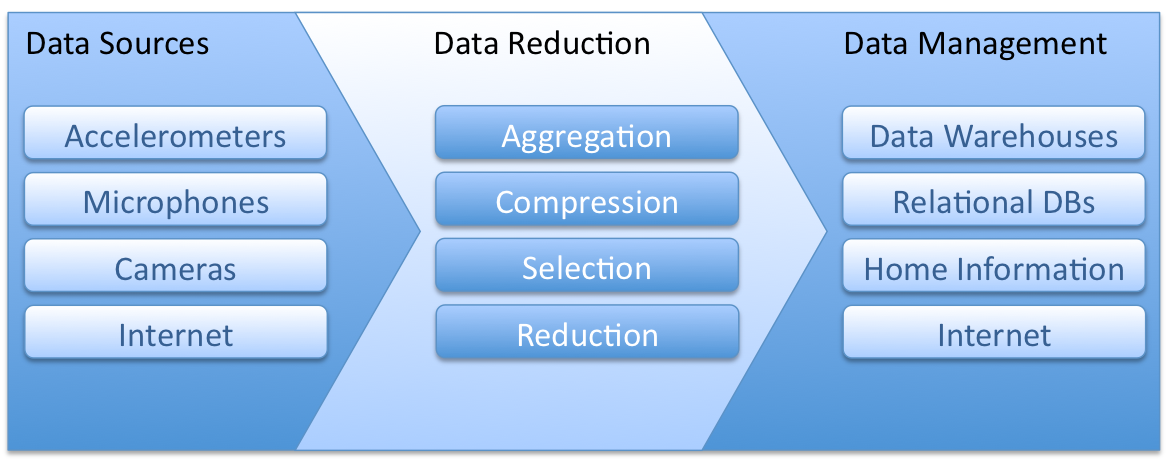 Data Sources
Accelerometers
Microphones
Cameras
Internet
Data Reduction
Aggregation
Compression
Selection
Reduction
Data Management
Data Warehouses
Relational DBs
Home Information
Internet